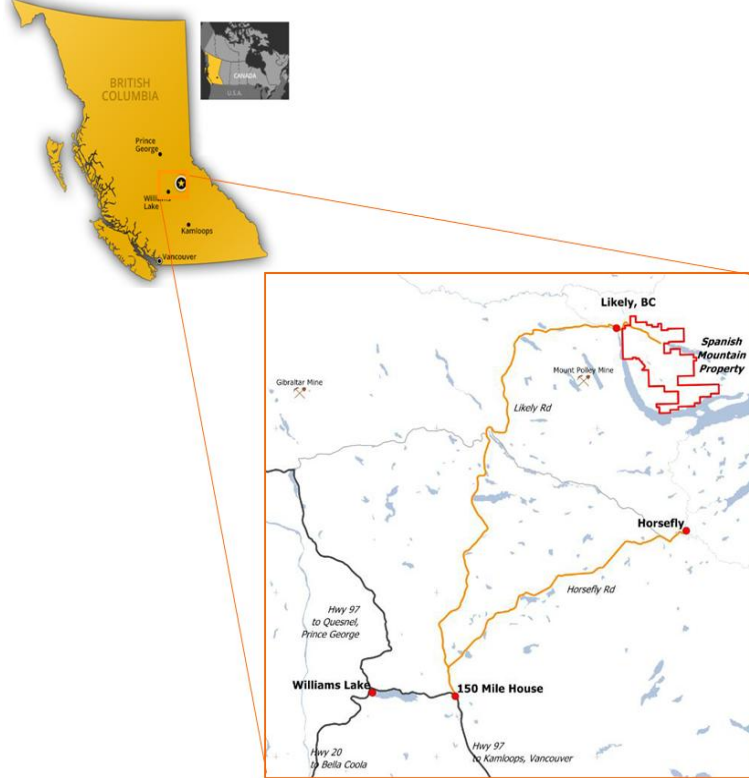 BRITISH
COLUMBIA
CANADA
U.S.A.
Prince
George
Williams
Lake
Kamloops
Vancouver
Likely, BC
Spanish
Mountain
Property
Mount Polley Mine
Gibraltar Mine
Likely Rd
Horsefly
Horsefly Rd
Hwy 97
to Quesnel,
Prince George
Williams Lake
150 Mile House
Hwy 20
to Bella Coola
Hwy 97
to Kamloops, Vancouver